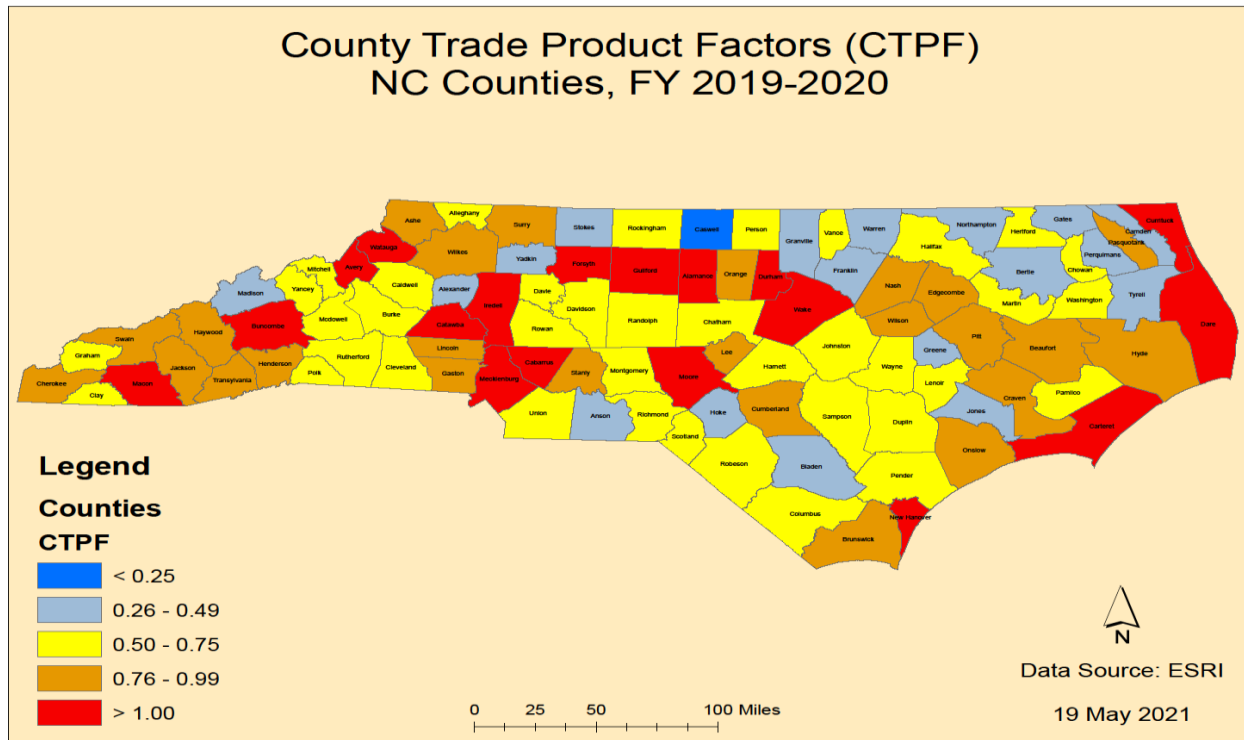 County Trade Product Factors (CTPF)
NC Counties, FY 2019-2020
Ashe
Alleghany
Surry
Stokes
Rockingham
Caswell
Person
Granville
Vance
Warren
Northampton
Gates
Hertford
Halifax
Currituck
Camden
Pasquotank
Perquimans
Chowan
Watauga
Wilkes
Yadkin
Forsyth
Guilford
Alamance
Orange
Durham
Franklin
Nash
Edgecombe
Bertie
Martin
Washington
Tyrell
Dare
Avery
Mitchell
Yancey
Madison
Caldwell
Alexander
Iredell
Davie
Davidson
Randolph
Chatham
Wake
Wilson
Johnston
Greene
Pitt
Beaufort
Hyde
Buncombe
Mcdowell
Burke
Catawba
Rowan
Haywood
Swain
Graham
Cherokee
Clay
Macon
Jackson
Transylvania
Henderson
Polk
Rutherford
Cleveland
Lincoln
Gaston
Mecklenburg
Cabarrus
Stanly
Montgomery
Moore
Lee
Harnett
Wayne
Lenoir
Craven
Pamlico
Jones
Carteret
Union
Anson
Richmond
Scotland
Hoke
Cumberland
Sampson
Duplin
Onslow
Robeson
Bladen
Pender
Columbus
Brunswick
New Hanover
Legend
Counties
CTPF
< 0.25
0.26 - 0.49
0.50 - 0.75
0.76 - 0.99
> 1.00
0 25 50 100 Miles
N
Data Source: ESRI
19 May 2021